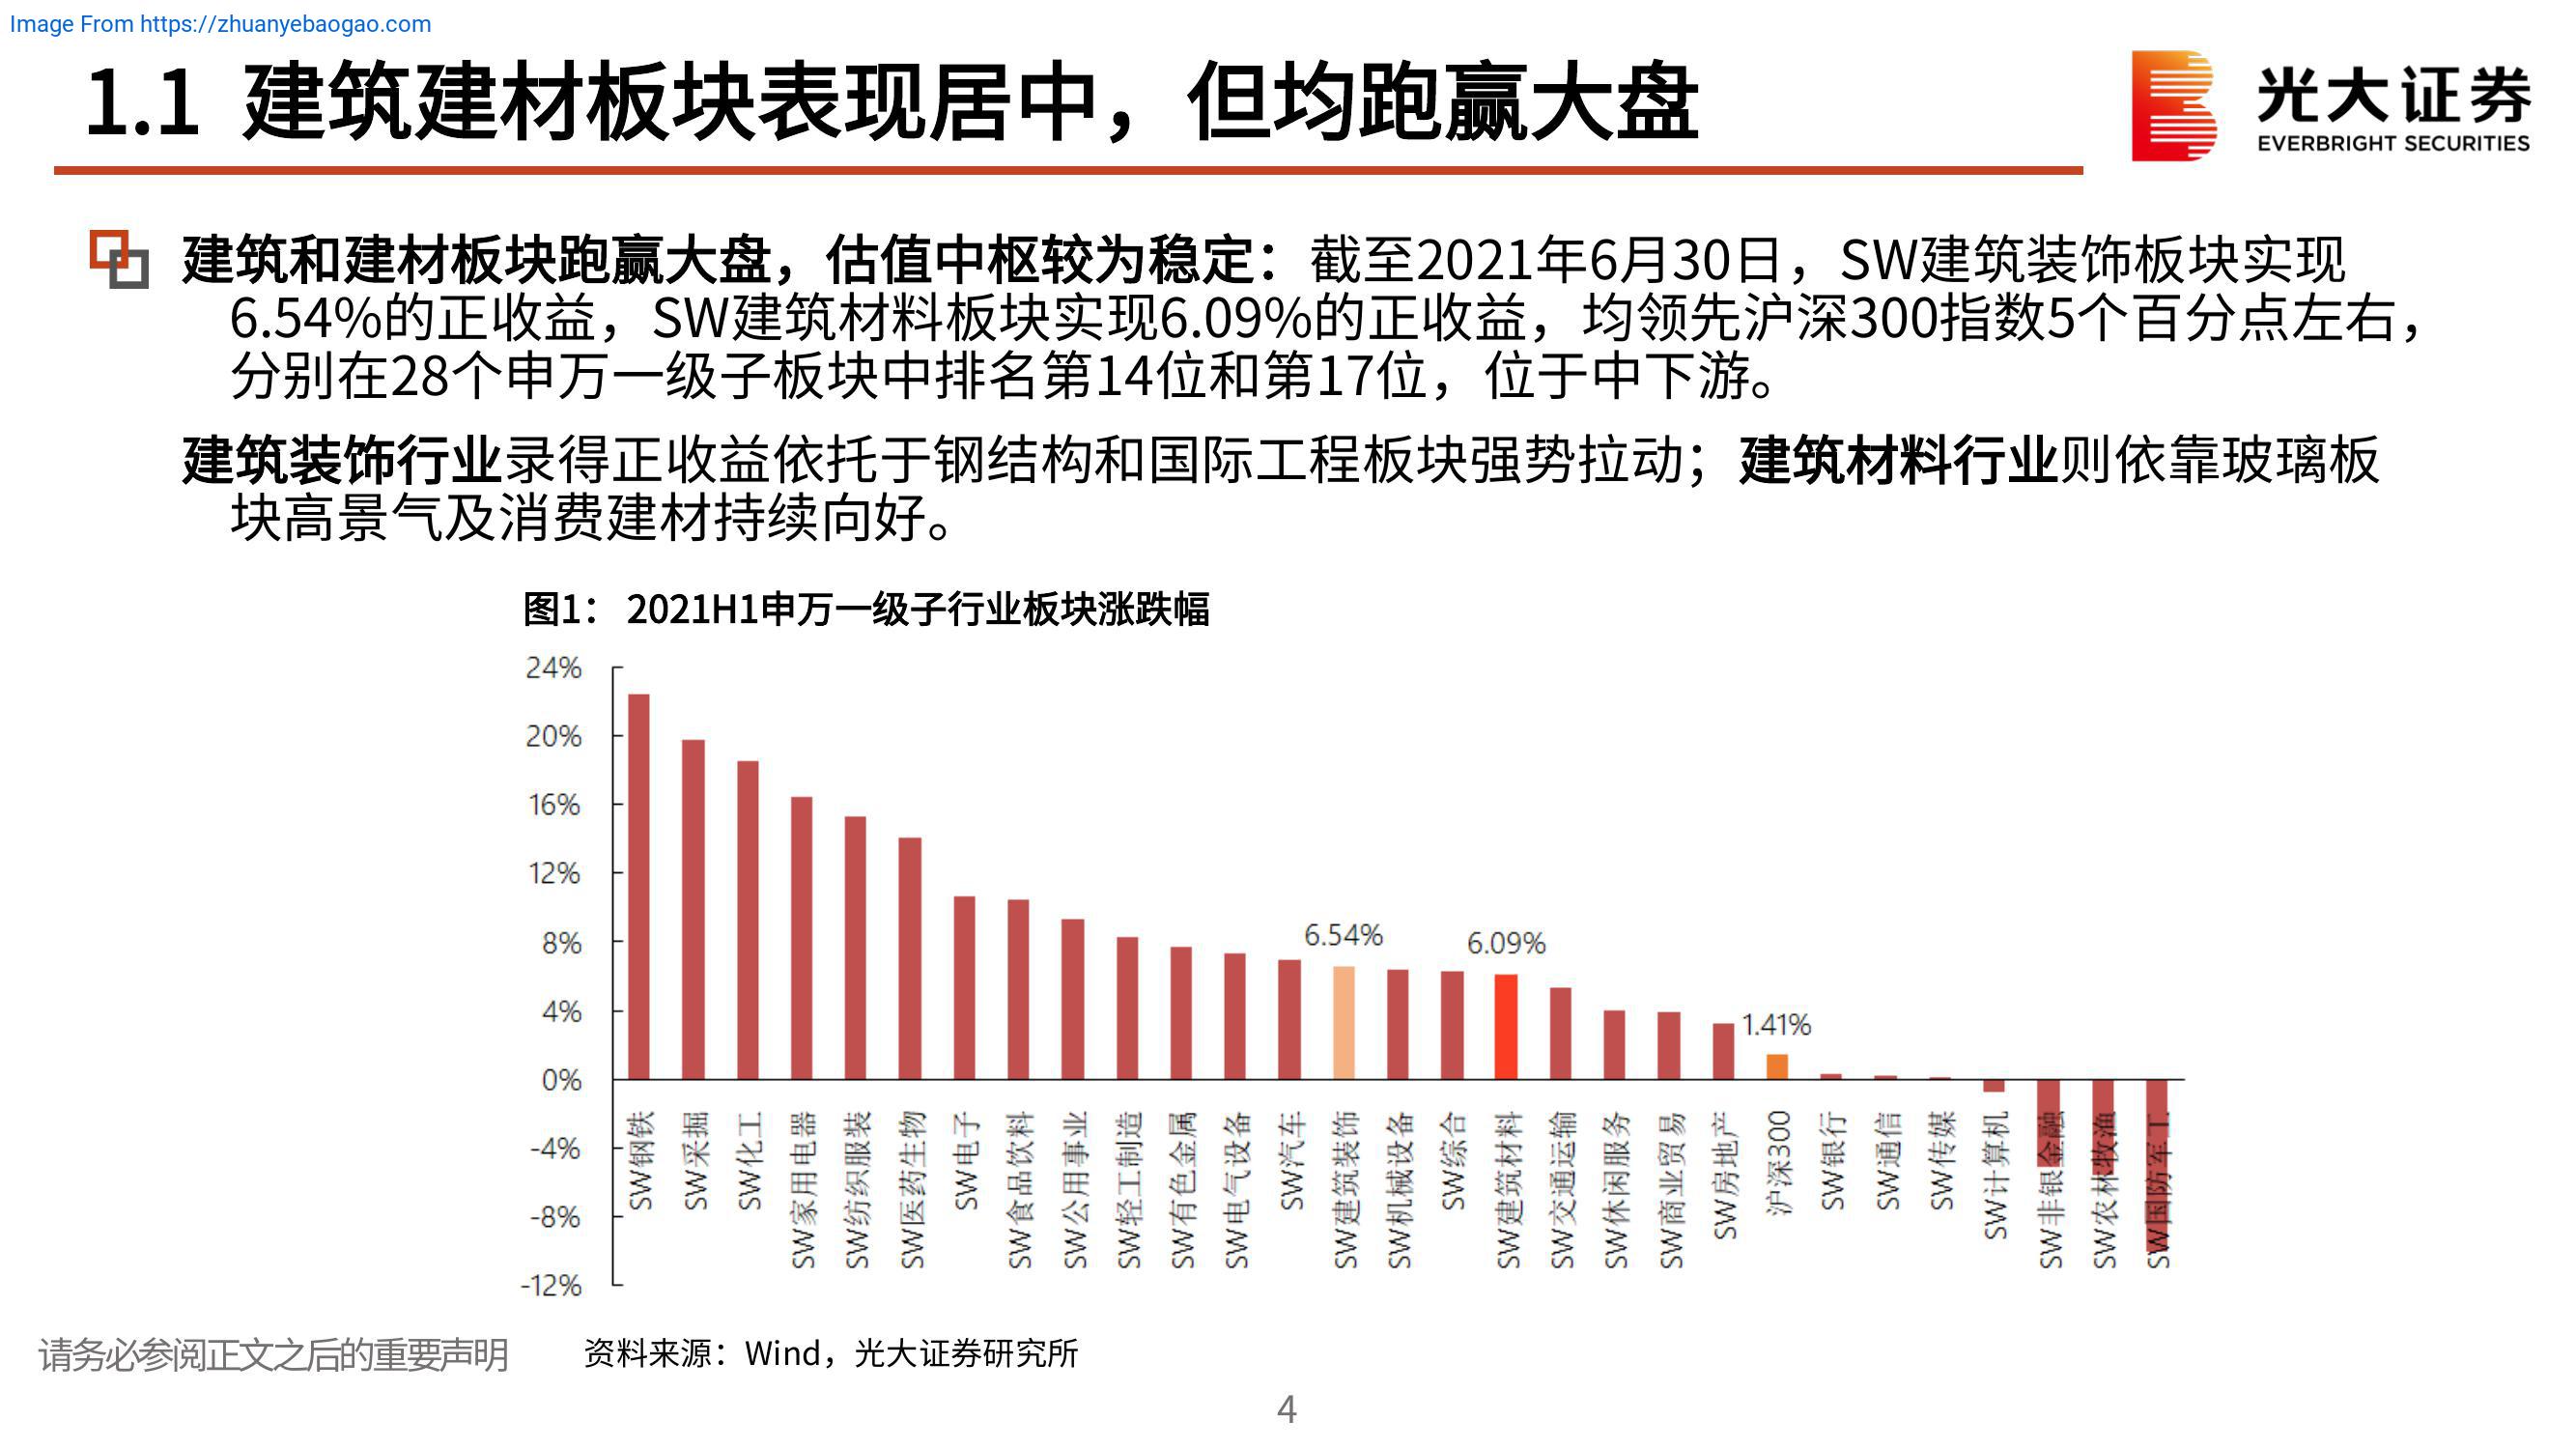 Image From https://zhuanyebaogao.com
1.1 建筑建材板块表现居中，但均跑赢大盘
光大证券
EVERBRIGHT SECURITIES
建筑和建材板块跑赢大盘，估值中枢较为稳定：截至2021年6月30日，SW建筑装饰板块实现
6.54%的正收益，SW建筑材料板块实现6.09%的正收益，均领先沪深300指数5个百分点左右，
分别在28个申万一级子板块中排名第14位和第17位，位于中下游。
建筑装饰行业录得正收益依托于钢结构和国际工程板块强势拉动；建筑材料行业则依靠玻璃板
块高景气及消费建材持续向好。
图1： 2021H1申万一级子行业板块涨跌幅
24%
20%
16%
12%
8%
4%
0%
-4%
-8%
-12%
6.54%
6.09%
1.41%
SW钢铁
SW采掘
SW化工
SW家用电器
SW纺织服装
SW医药生物
SW电子
SW食品饮料
SW公用事业
SW轻工制造
SW有色金属
SW电气设备
SW汽车
SW建筑装饰
SW机械设备
SW综合
SW建筑材料
SW交通运输
SW休闲服务
SW商业贸易
SW房地产
沪深300
SW银行
SW通信
SW传媒
SW计算机
SW非银金融
SW农林牧渔
SW国防军工
请务必参阅正文之后的重要声明
资料来源：Wind，光大证券研究所
4